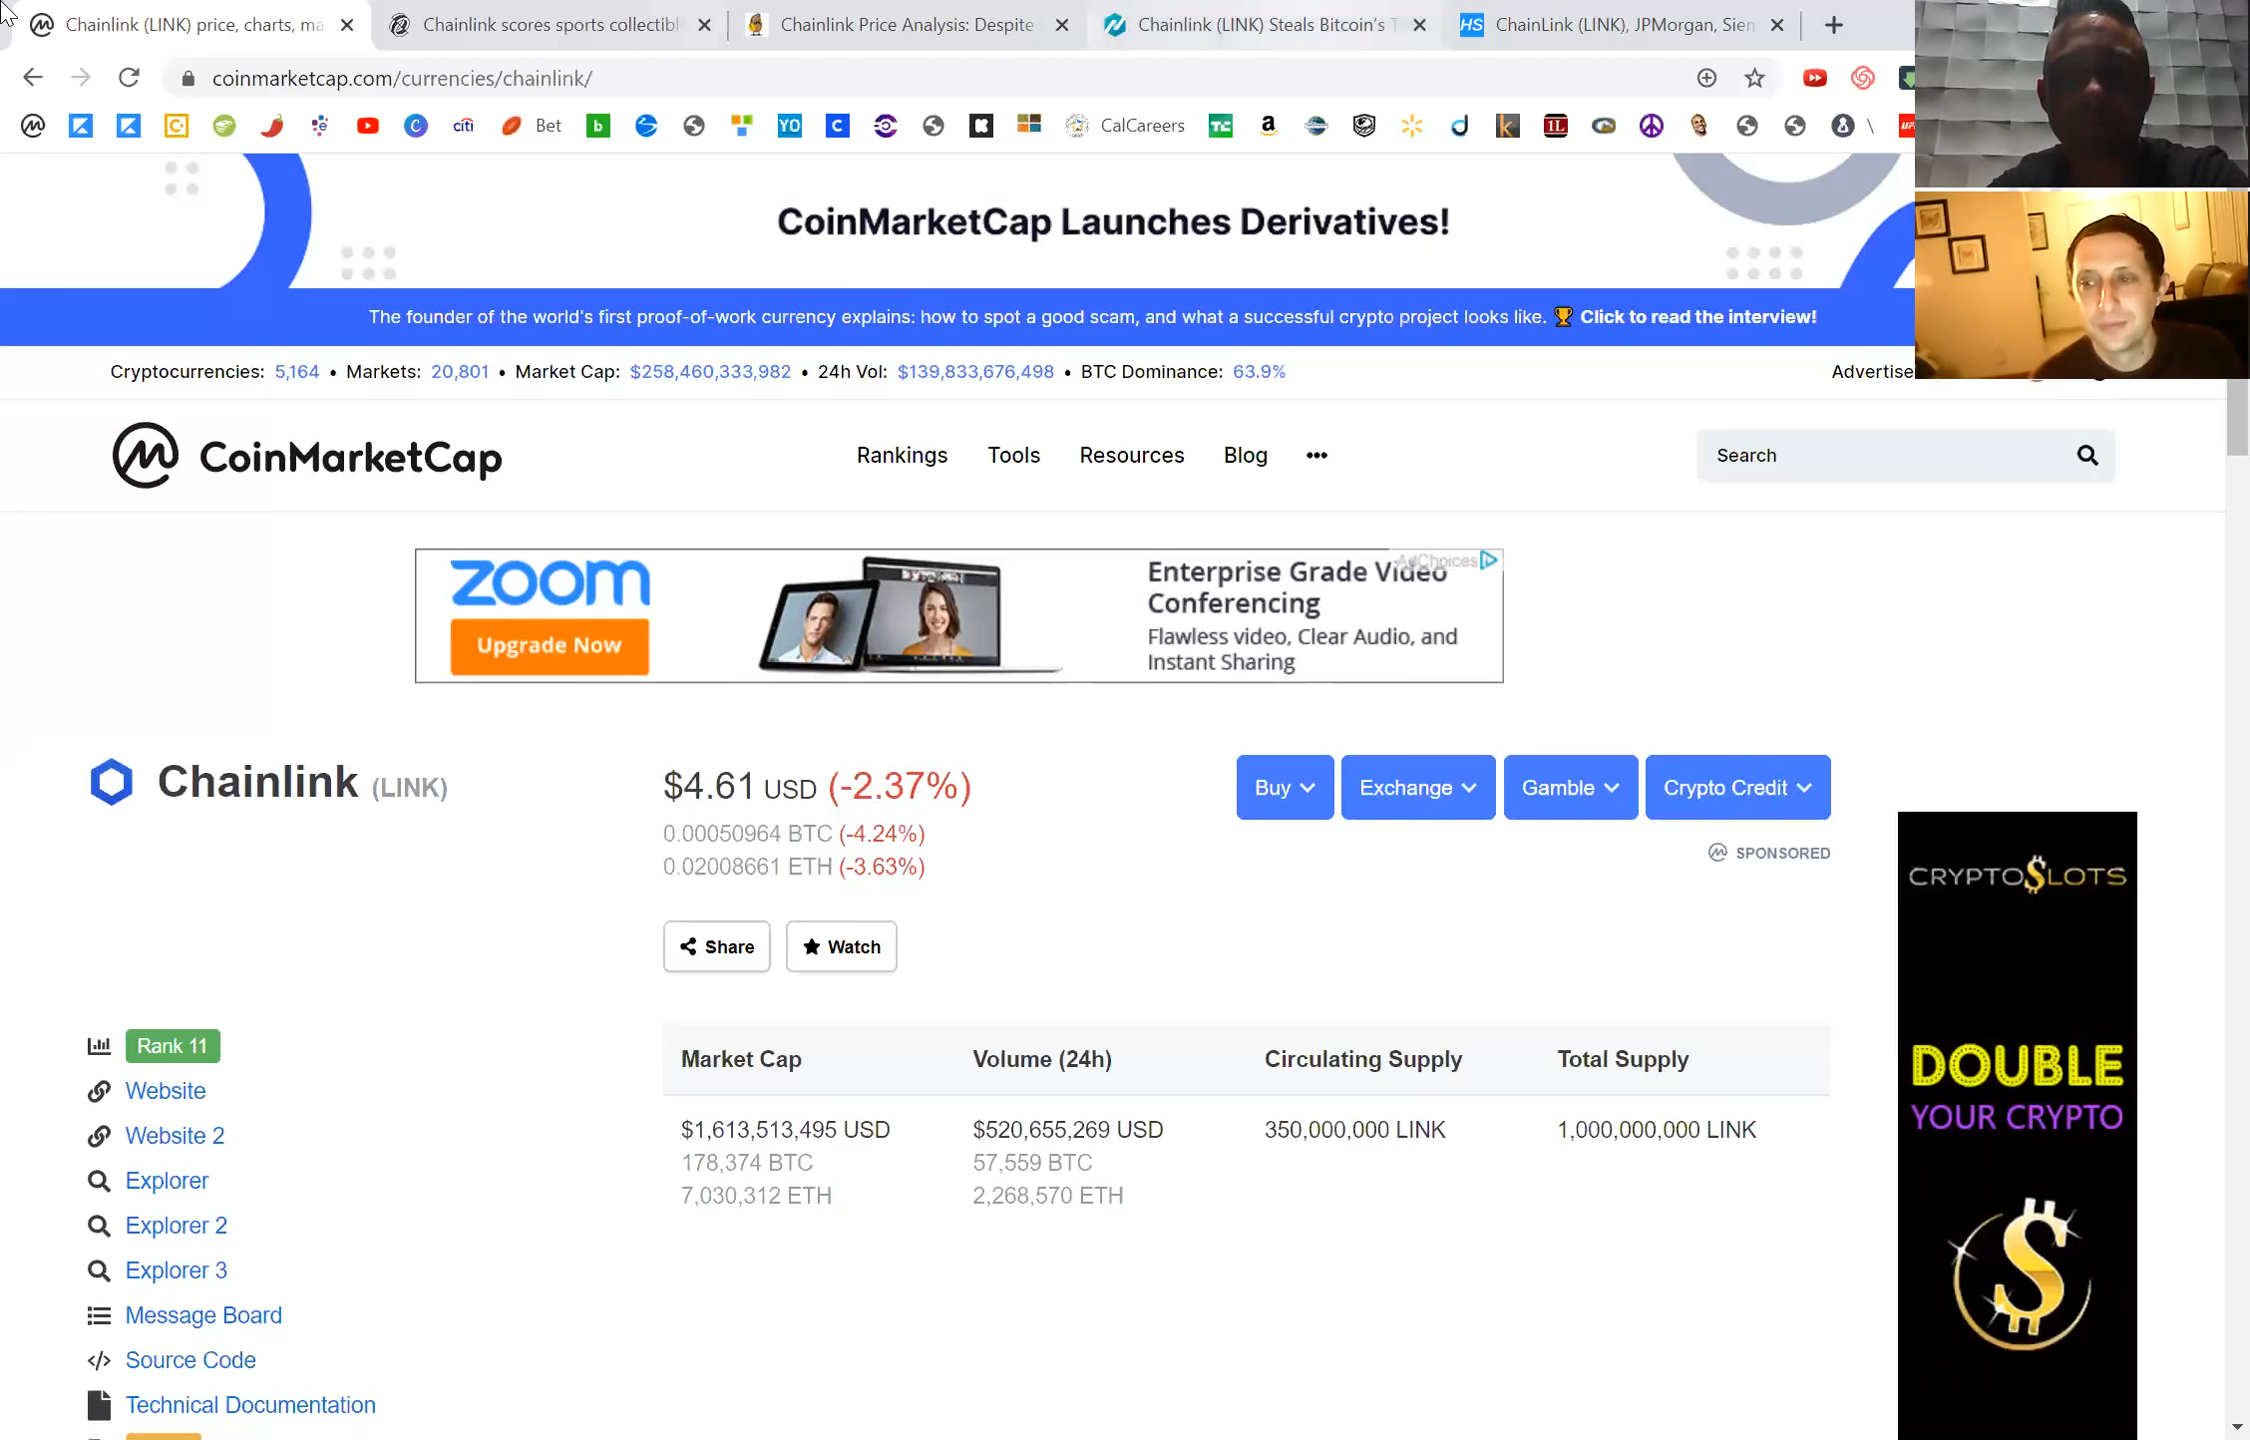 Chainlink (LINK) price, charts, ma
Chainlink scores sports collectibl
Chainlink Price Analysis: Despite
Chainlink (LINK) Steals Bitcoin's T
ChainLink (LINK), JPMorgan, Sien
coinmarketcap.com/currencies/chainlink/
citi
Bet
YO
CalCareers
CoinMarketCap Launches Derivatives!
The founder of the world's first proof-of-work currency explains: how to spot a good scam, and what a successful crypto project looks like. 🏆 Click to read the interview!
Cryptocurrencies: 5,164 • Markets: 20,801 • Market Cap: $258,460,333,982 • 24h Vol: $139,833,676,498 • BTC Dominance: 63.9%
Advertise
CoinMarketCap
Rankings Tools Resources Blog •••
Search
zoom
Upgrade Now
Enterprise Grade Video
Conferencing
Flawless video, Clear Audio, and
Instant Sharing
AdChoices
Chainlink (LINK)
$4.61 USD (-2.37%)
0.00050964 BTC (-4.24%)
0.02008661 ETH (-3.63%)
Buy
Exchange
Gamble
Crypto Credit
SPONSORED
Share
Watch
Rank 11
Website
Website 2
Explorer
Explorer 2
Explorer 3
Message Board
Source Code
Technical Documentation
Market Cap Volume (24h) Circulating Supply Total Supply
$1,613,513,495 USD $520,655,269 USD 350,000,000 LINK 1,000,000,000 LINK
178,374 BTC 57,559 BTC
7,030,312 ETH 2,268,570 ETH
CRYPTO$LOTS
DOUBLE
YOUR CRYPTO